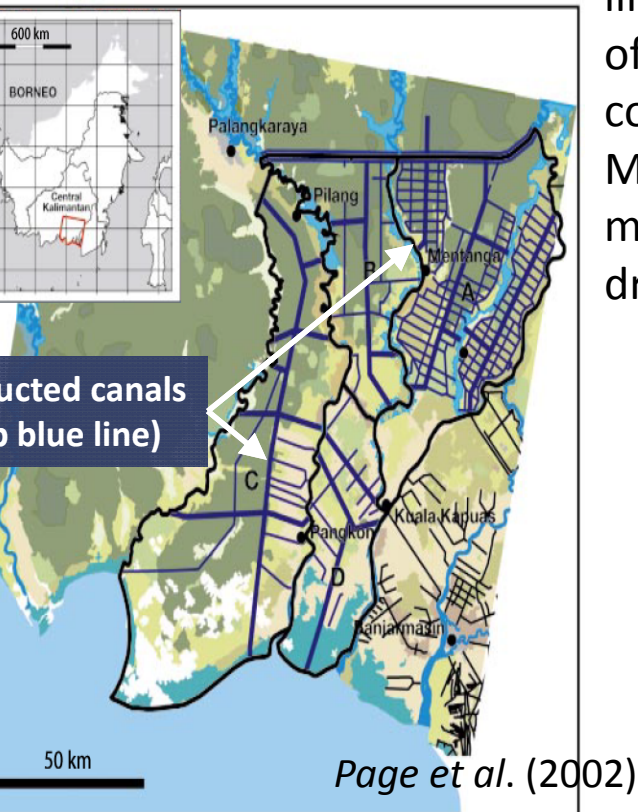 600 km
BORNEO
Central
Kalimantan
Palangkaraya
Pilang
B
Mentanga
A
ucted canals
blue line)
C
Kuala Kapuas
Pangkoh
D
Banjarmasin
50 km
of
co
M
m
dr
Page et al. (2002)